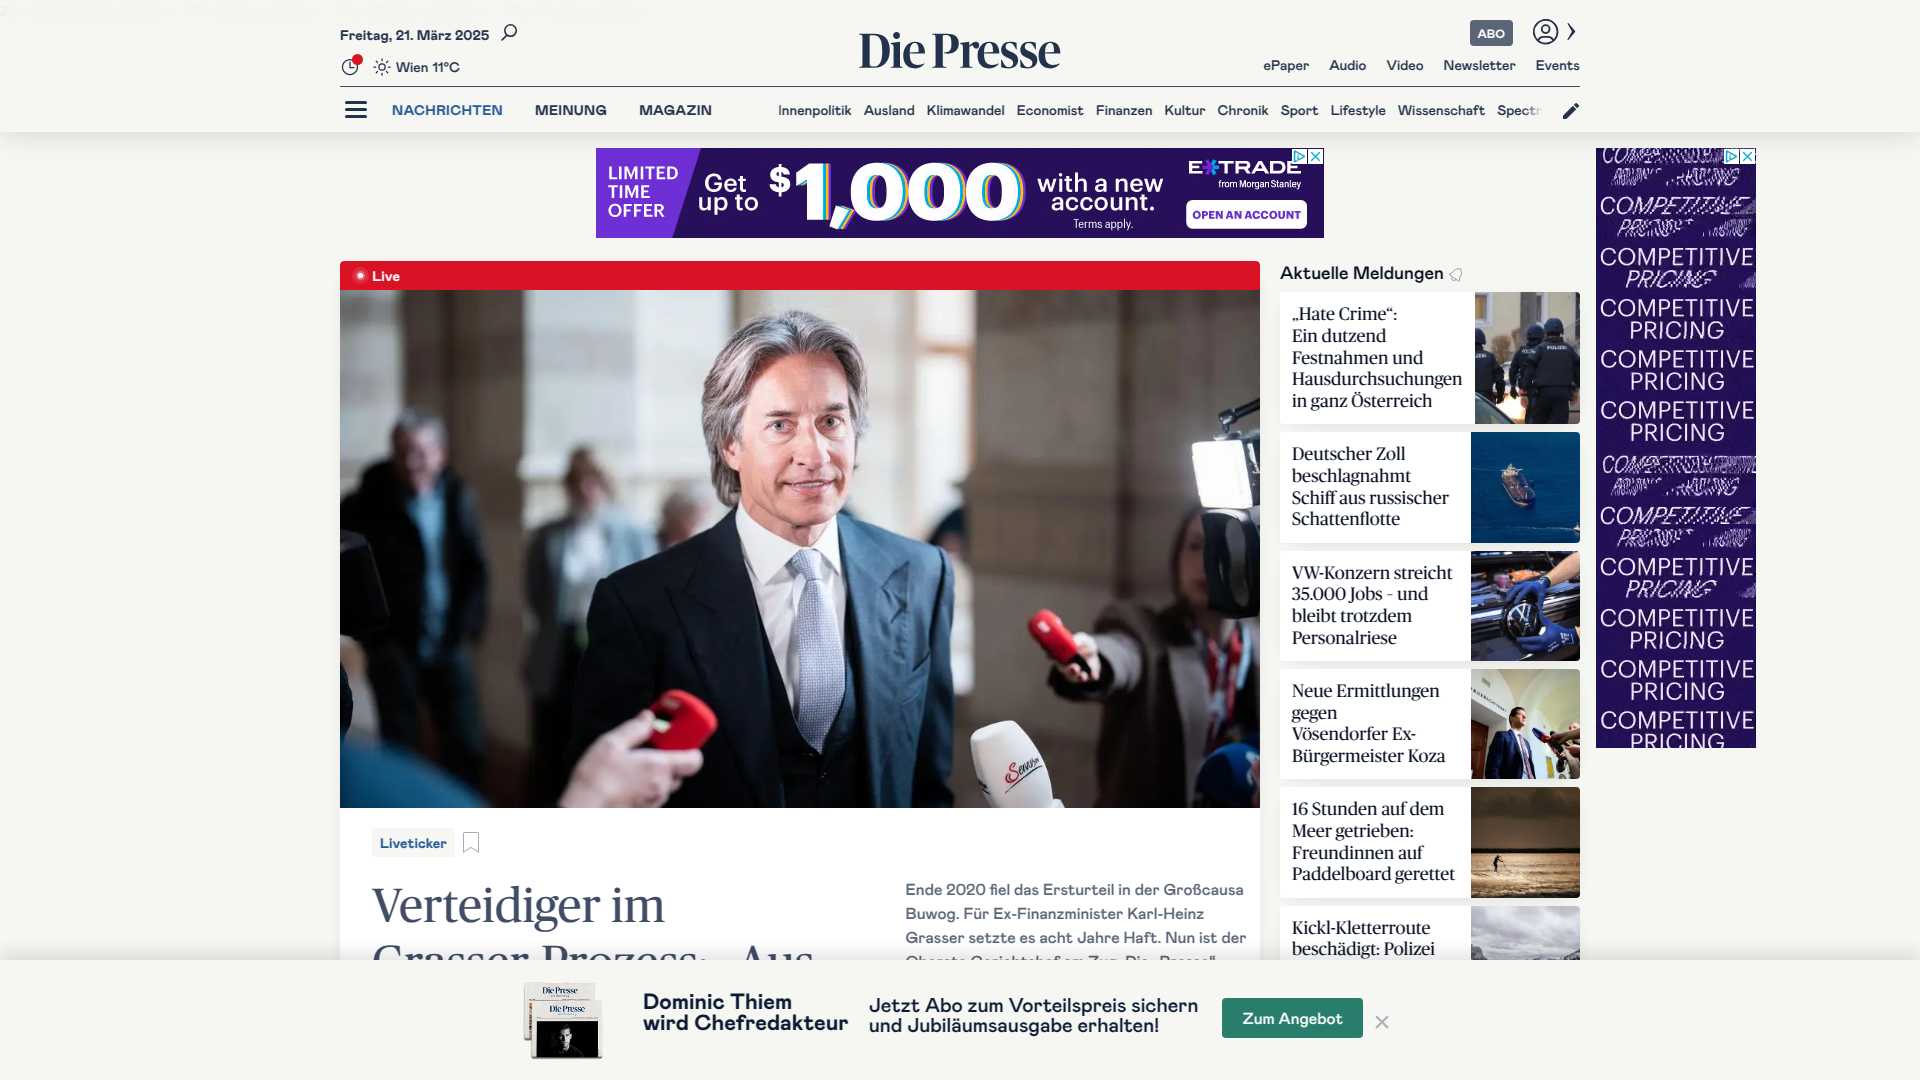 Freitag, 21. März 2025
Wien 11°C
Die Presse
ABO
ePaper Audio Video Newsletter Events
NACHRICHTEN MEINUNG MAGAZIN
Innenpolitik Ausland Klimawandel Economist Finanzen Kultur Chronik Sport Lifestyle Wissenschaft
LIMITED
TIME
OFFER
Get
up to
$1,000
with a new
account.
Terms apply.
E*TRADE
from Morgan Stanley
OPEN AN ACCOUNT
COMPETITIVE
COMPETITIVE
PRICING
COMPETITIVE
PRICING
COMPETITIVE
PRICING
COMPETITIVE
PRICING
COMPETITIVE
COMPETITIVE
PRICING
COMPETITIVE
PRICING
COMPETITIVE
PRICING
COMPETITIVE
PRICING
Live
Liveticker
Verteidiger im
Grasser-Prozess: „Aus
Ende 2020 fiel das Ersturteil in der Großcausa
Buwog. Für Ex-Finanzminister Karl-Heinz
Grasser setzte es acht Jahre Haft. Nun ist der
Oberste Gerichtshof am Zug. Die „Presse“
Aktuelle Meldungen
„Hate Crime“:
Ein dutzend
Festnahmen und
Hausdurchsuchungen
in ganz Österreich
Deutscher Zoll
beschlagnahmt
Schiff aus russischer
Schattenflotte
VW-Konzern streicht
35.000 Jobs – und
bleibt trotzdem
Personalriese
Neue Ermittlungen
gegen
Vösendorfer Ex-
Bürgermeister Koza
16 Stunden auf dem
Meer getrieben:
Freundinnen auf
Paddelboard gerettet
Kickl-Kletterroute
beschädigt: Polizei
Die Presse
Die Presse
Dominic Thiem
wird Chefredakteur
Jetzt Abo zum Vorteilspreis sichern
und Jubiläumsausgabe erhalten!
Zum Angebot